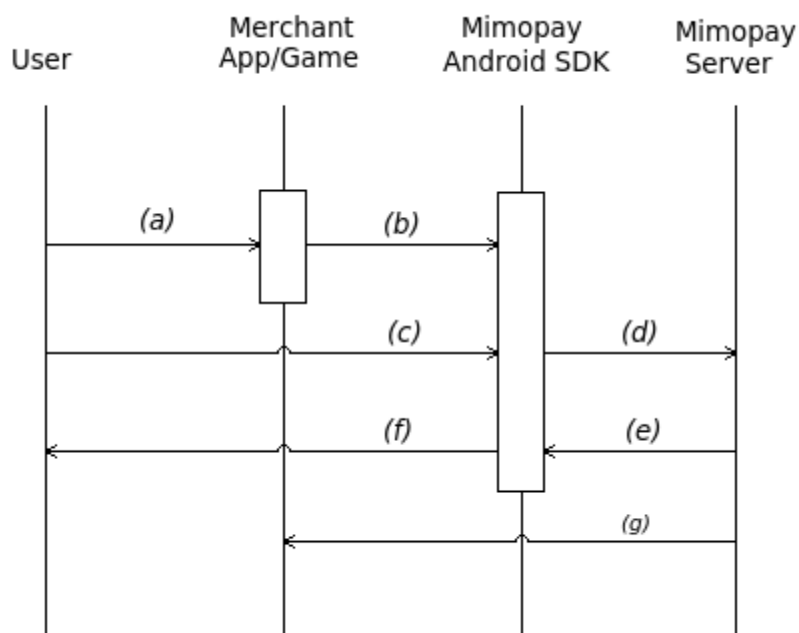 User
Merchant
App/Game
Mimopay
Android SDK
Mimopay
Server
(a)
(b)
(c)
(d)
(f)
(e)
(g)